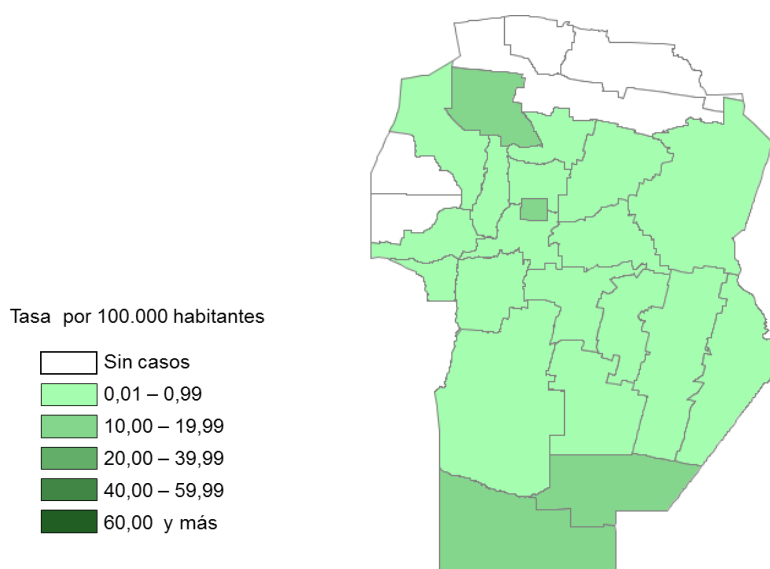 Tasa por 100.000 habitantes
Sin casos
0,01 – 0,99
10,00 – 19,99
20,00 – 39,99
40,00 – 59,99
60,00 y más